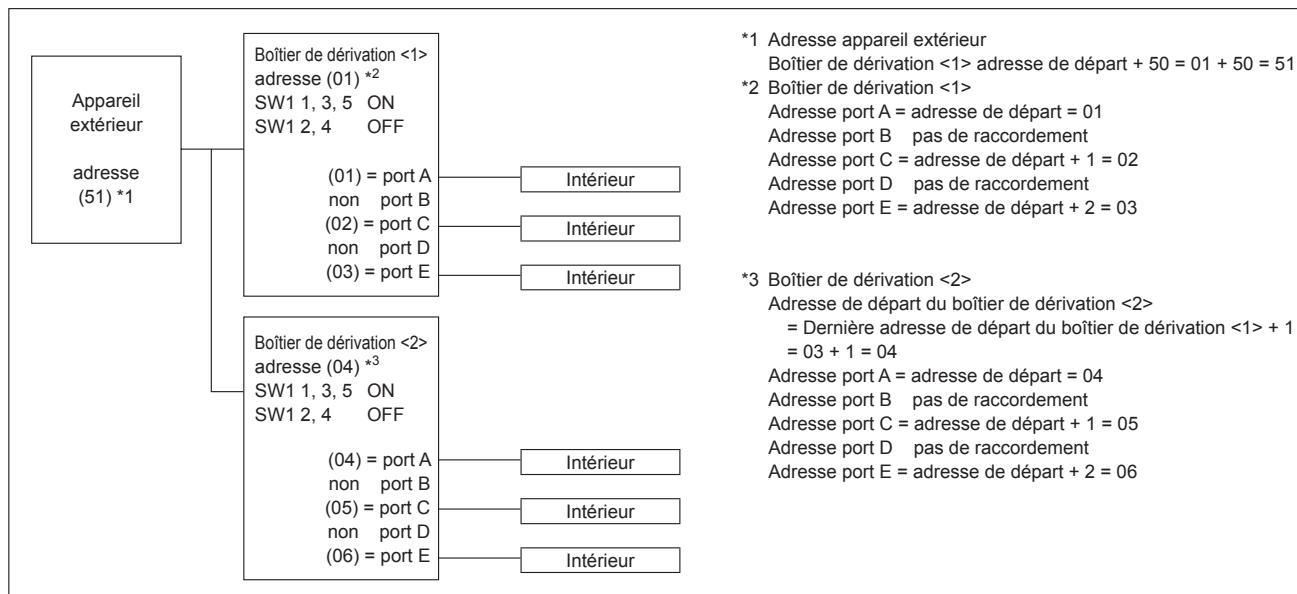 Appareil
extérieur
adresse
(51) *1
Boîtier de dérivation <1>
adresse (01) *2
SW1 1, 3, 5 ON
SW1 2, 4 OFF
(01) = port A
non port B
(02) = port C
non port D
(03) = port E
Intérieur
Intérieur
Intérieur
Boîtier de dérivation <2>
adresse (04) *3
SW1 1, 3, 5 ON
SW1 2, 4 OFF
(04) = port A
non port B
(05) = port C
non port D
(06) = port E
Intérieur
Intérieur
Intérieur
*1 Adresse appareil extérieur
Boîtier de dérivation <1> adresse de départ + 50 = 01 + 50 = 51
*2 Boîtier de dérivation <1>
Adresse port A = adresse de départ = 01
Adresse port B pas de raccordement
Adresse port C = adresse de départ + 1 = 02
Adresse port D pas de raccordement
Adresse port E = adresse de départ + 2 = 03
*3 Boîtier de dérivation <2>
Adresse de départ du boîtier de dérivation <2>
= Dernière adresse de départ du boîtier de dérivation <1> + 1
= 03 + 1 = 04
Adresse port A = adresse de départ = 04
Adresse port B pas de raccordement
Adresse port C = adresse de départ + 1 = 05
Adresse port D pas de raccordement
Adresse port E = adresse de départ + 2 = 06